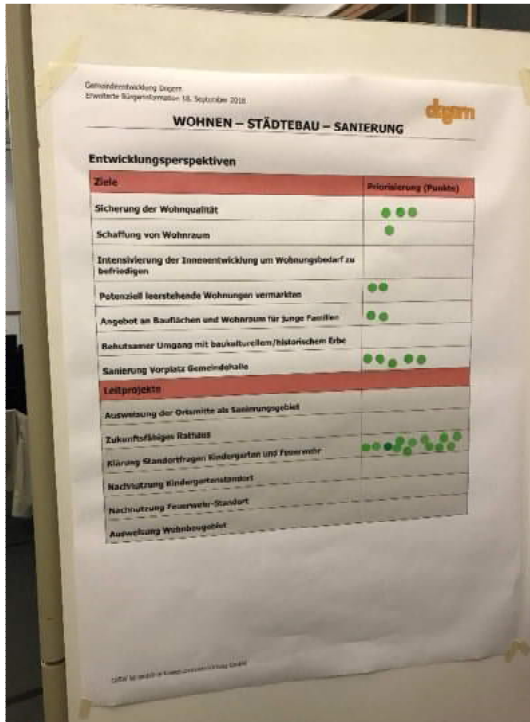 Gemeindeentwicklung Dogern
Erweiterte Bürgerinformation 18. September 2018
dogern
WOHNEN – STÄDTEBAU – SANIERUNG
Entwicklungsperspektiven
Ziele
Priorisierung (Punkte)
Sicherung der Wohnqualität
Schaffung von Wohnraum
Intensivierung der Innenentwicklung um Wohnungsbedarf zu
befriedigen
Potenziell leerstehende Wohnungen vermarkten
Angebot an Bauflächen und Wohnraum für junge Familien
Behutsamer Umgang mit baukulturellem/historischem Erbe
Sanierung Vorplatz Gemeindehalle
Leitprojekte
Ausweisung der Ortsmitte als Sanierungsgebiet
Zukunftsfähiges Rathaus
Klärung Standortfragen Kindergarten und Feuerwehr
Nachnutzung Kindergartenstandort
Nachnutzung Feuerwehr-Standort
Ausweisung Wohnbaugebiet